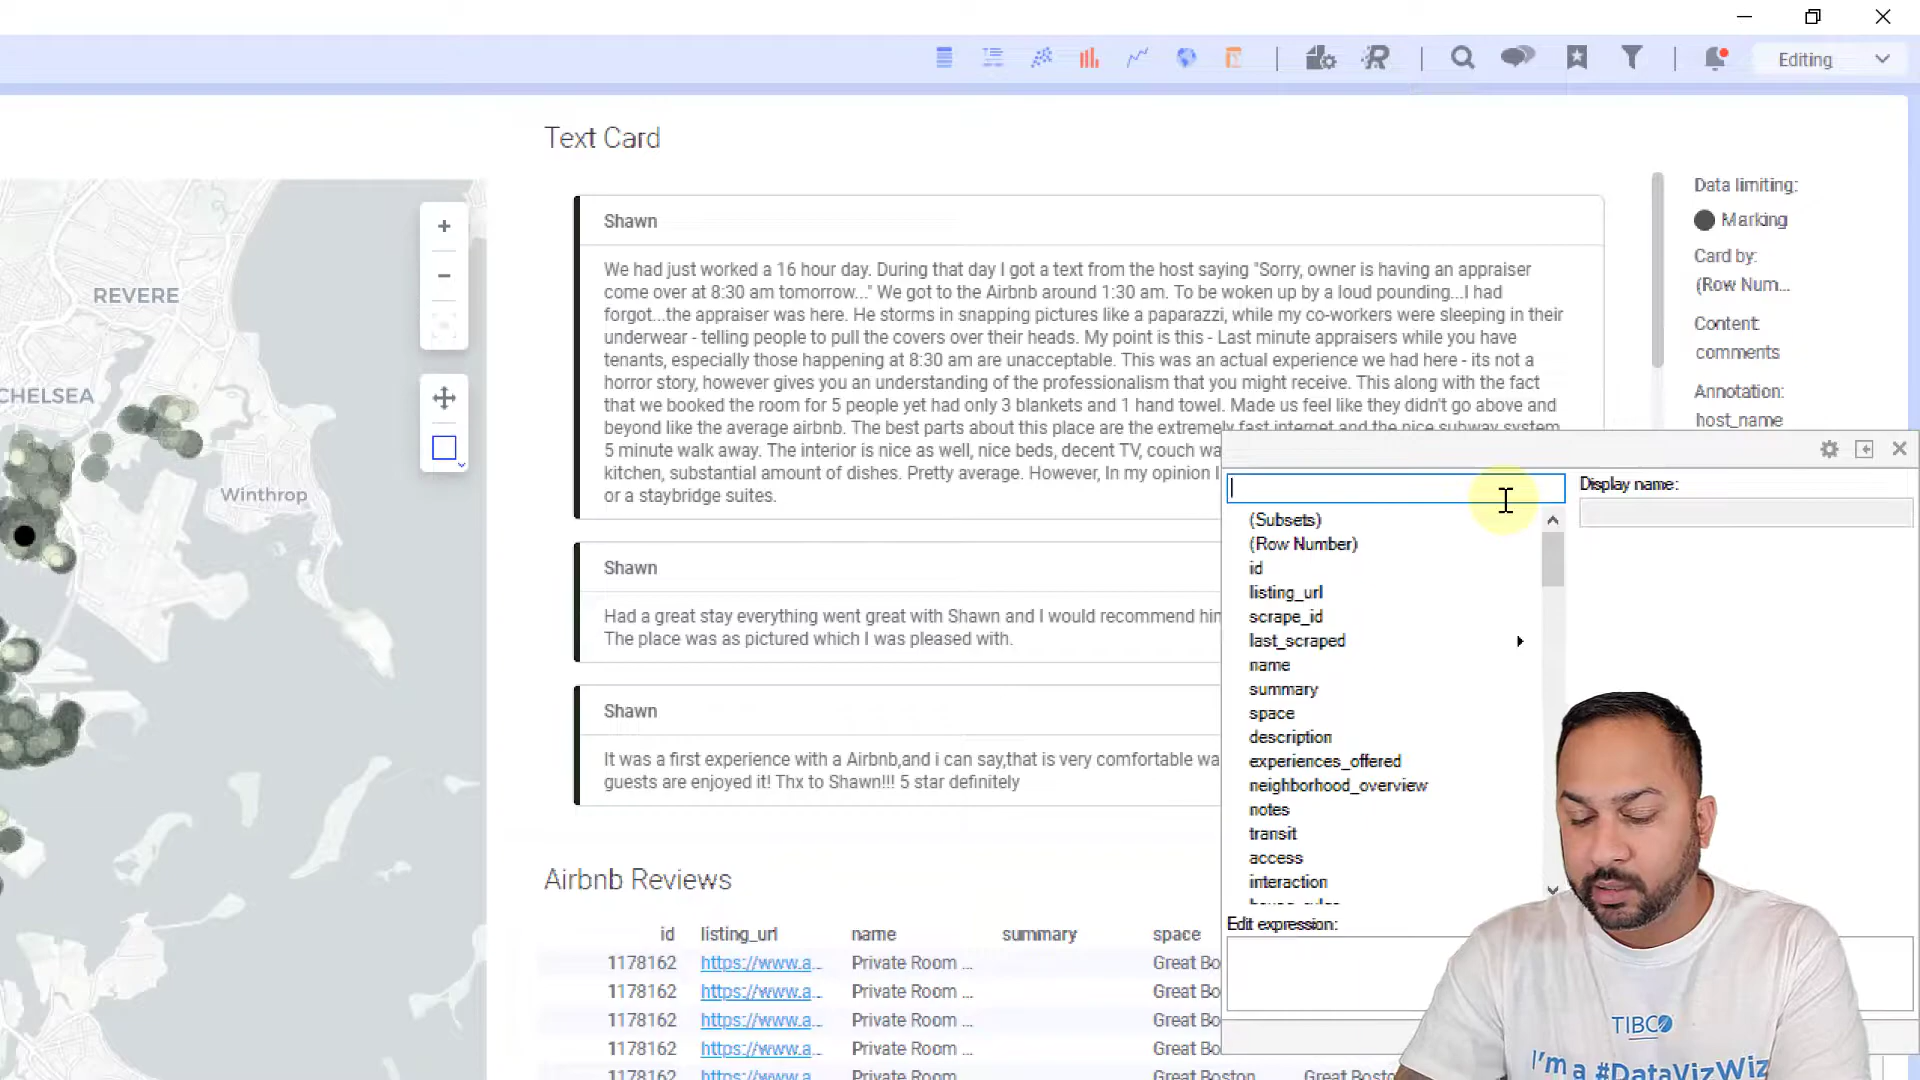 Editing
Text Card
Shawn
We had just worked a 16 hour day. During that day I got a text from the host saying "Sorry, owner is having an appraiser
come over at 8:30 am tomorrow..." We got to the Airbnb around 1:30 am. To be woken up by a loud pounding...I had
forgot...the appraiser was here. He storms in snapping pictures like a paparazzi, while my co-workers were sleeping in their
underwear - telling people to pull the covers over their heads. My point is this - Last minute appraisers while you have
tenants, especially those happening at 8:30 am are unacceptable. This was an actual experience we had here - its not a
horror story, however gives you an understanding of the professionalism that you might receive. This along with the fact
that we booked the room for 5 people yet had only 3 blankets and 1 hand towel. Made us feel like they didn't go above and
beyond like the average airbnb. The best parts about this place are the extremely fast internet and the nice subway system
5 minute walk away. The interior is nice as well, nice beds, decent TV, couch wa
kitchen, substantial amount of dishes. Pretty average. However, In my opinion I
or a staybridge suites.
Shawn
Had a great stay everything went great with Shawn and I would recommend him
The place was as pictured which I was pleased with.
Shawn
It was a first experience with a Airbnb,and i can say,that is very comfortable wa
guests are enjoyed it! Thx to Shawn!!! 5 star definitely
Data limiting:
Marking
Card by:
(Row Num...
Content:
comments
Annotation:
host_name
REVERE
CHELSEA
Winthrop
Display name:
(Subsets)
(Row Number)
id
listing_url
scrape_id
last_scraped
name
summary
space
description
experiences_offered
neighborhood_overview
notes
transit
access
interaction
house_rules
Edit expression:
Airbnb Reviews
id listing_url name summary space
1178162 https://www.a... Private Room ... Great Bo
1178162 https://www.a... Private Room ... Great Bo
1178162 https://www.a... Private Room ... Great Bo
1178162 https://www.a... Private Room ... Great Bo
1178162 https://www.a... Private Room ... Great Boston Great Boston
TIBCO
I'm a #DataVizWiz